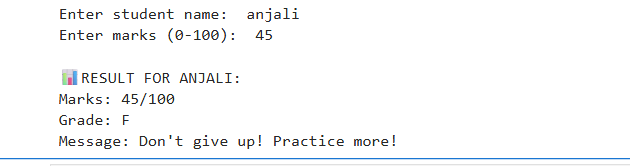 Enter student name:  anjali
Enter marks (0-100):  45
📊RESULT FOR ANJALI:
Marks: 45/100
Grade: F
Message: Don't give up! Practice more!